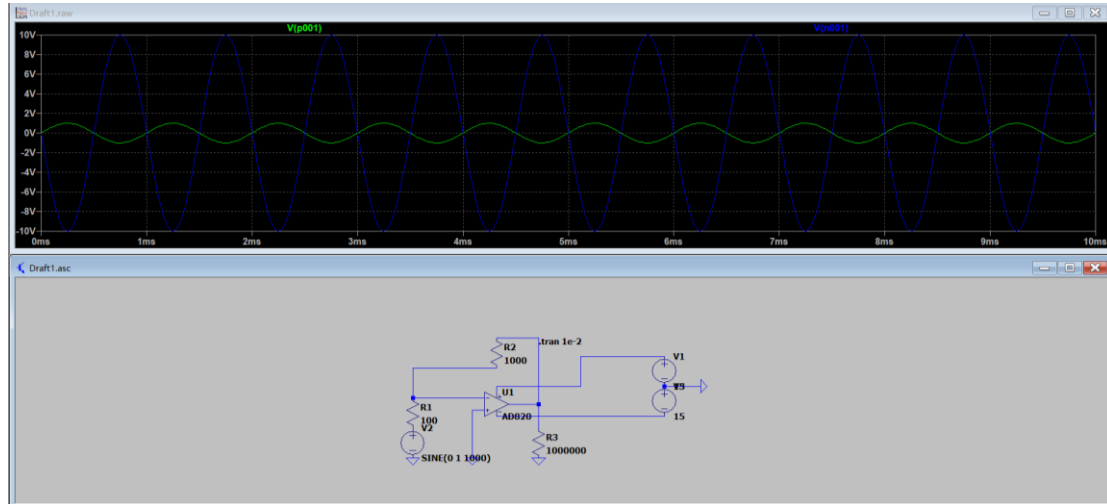 Draft1.raw
V(p001) V(n001)
10V
8V
6V
4V
2V
0V
-2V
-4V
-6V
-8V
-10V
0ms 1ms 2ms 3ms 4ms 5ms 6ms 7ms 8ms 9ms 10ms
Draft1.asc
R2
1000
.tran 1e-2
V1
U1
R1
100
AD820
15
V2
R3
1000000
SINE(0 1 1000)